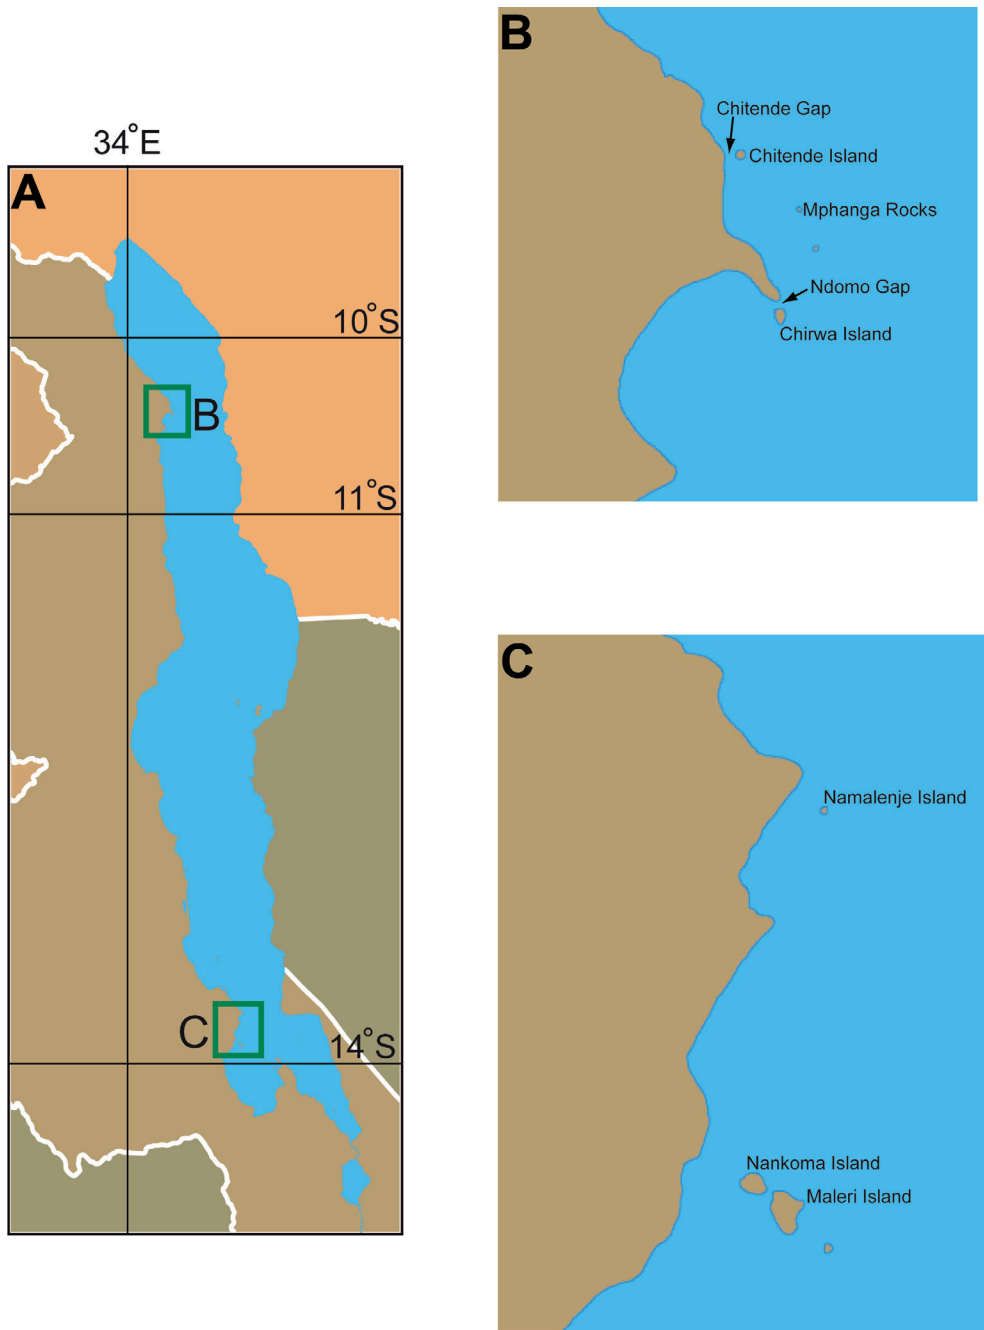 34°E
A
10°S
B
11°S
C
14°S
B
Chitende Gap
Chitende Island
Mphanga Rocks
Ndomo Gap
Chirwa Island
C
Namalenje Island
Nankoma Island
Maleri Island